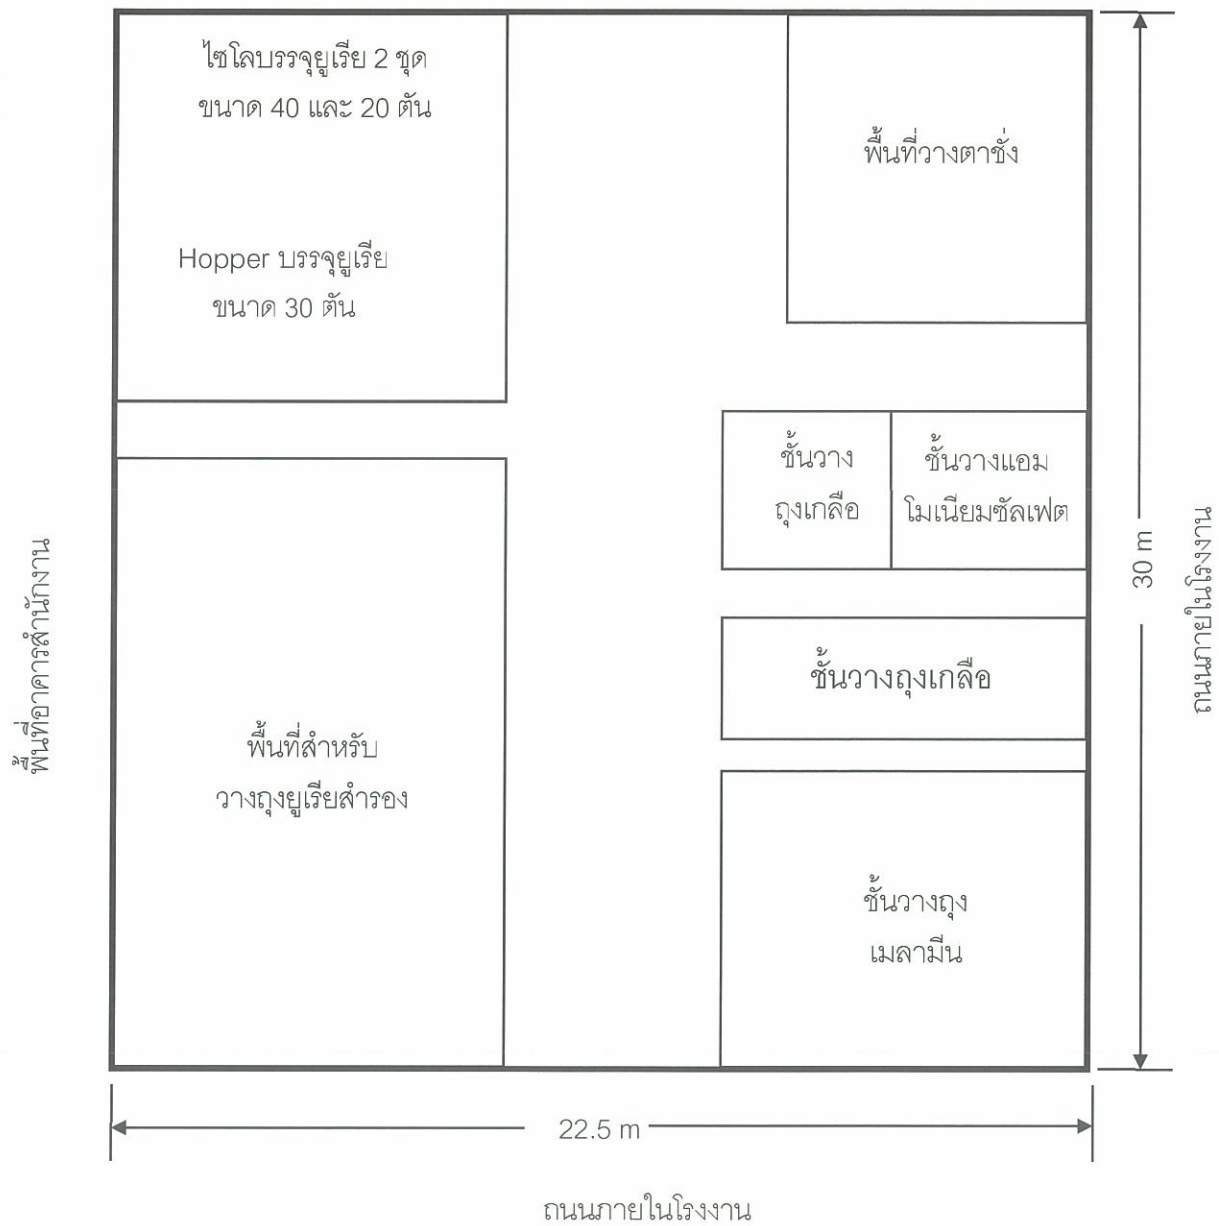 ไซโลบรรจุยูเรีย 2 ชุด
ขนาด 40 และ 20 ตัน
Hopper บรรจุยูเรีย
ขนาด 30 ตัน
พื้นที่วางตาชั่ง
ชั้นวาง
ถุงเกลือ
ชั้นวางแอม
โมเนียมซัลเฟต
ชั้นวางถุงเกลือ
พื้นที่สำหรับ
วางถุงยูเรียสำรอง
ชั้นวางถุง
เมลามีน
พื้นที่อาคารสำนักงาน
30 m
ถนนภายในโรงงาน
22.5 m
ถนนภายในโรงงาน